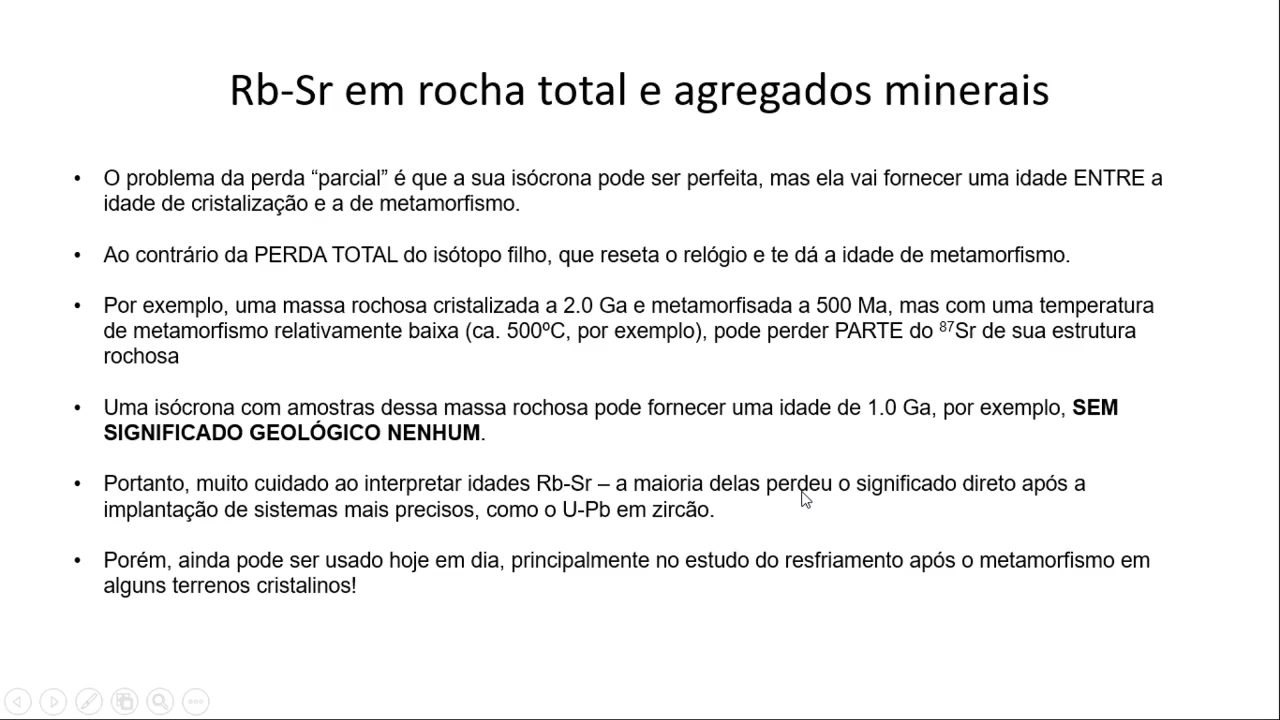 Rb-Sr em rocha total e agregados minerais
• O problema da perda “parcial” é que a sua isócrona pode ser perfeita, mas ela vai fornecer uma idade ENTRE a
idade de cristalização e a de metamorfismo.
• Ao contrário da PERDA TOTAL do isótopo filho, que reseta o relógio e te dá a idade de metamorfismo.
• Por exemplo, uma massa rochosa cristalizada a 2.0 Ga e metamorfisada a 500 Ma, mas com uma temperatura
de metamorfismo relativamente baixa (ca. 500ºC, por exemplo), pode perder PARTE do ⁸⁷Sr de sua estrutura
rochosa
• Uma isócrona com amostras dessa massa rochosa pode fornecer uma idade de 1.0 Ga, por exemplo, SEM
SIGNIFICADO GEOLÓGICO NENHUM.
• Portanto, muito cuidado ao interpretar idades Rb-Sr – a maioria delas perdeu o significado direto após a
implantação de sistemas mais precisos, como o U-Pb em zircão.
• Porém, ainda pode ser usado hoje em dia, principalmente no estudo do resfriamento após o metamorfismo em
alguns terrenos cristalinos!